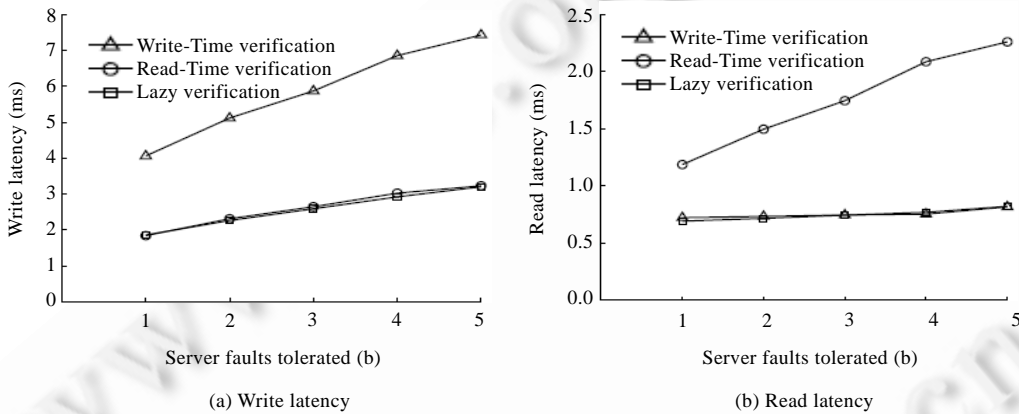 8
7
6
5
4
3
2
1
0
Write latency (ms)
Write-Time verification
Read-Time verification
Lazy verification
1 2 3 4 5
Server faults tolerated (b)
(a) Write latency
2.5
2.0
1.5
1.0
0.5
0.0
Read latency (ms)
Write-Time verification
Read-Time verification
Lazy verification
1 2 3 4 5
Server faults tolerated (b)
(b) Read latency